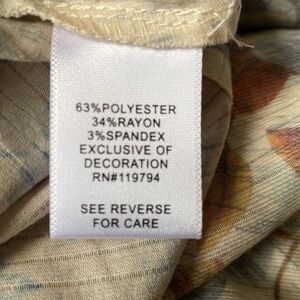 63%POLYESTER
34%RAYON
3%SPANDEX
EXCLUSIVE OF
DECORATION
RN#119794
SEE REVERSE
FOR CARE